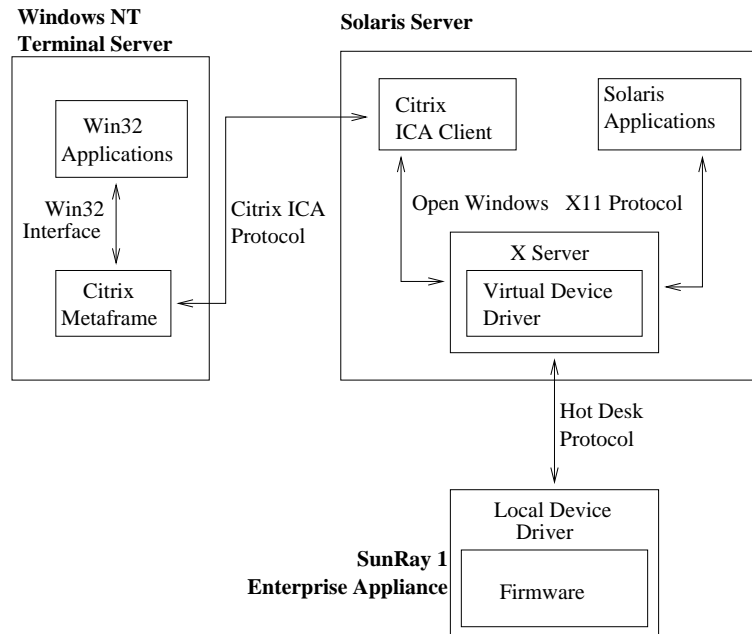 Windows NT
Terminal Server
Win32
Applications
Win32
Interface
Citrix
Metaframe
Citrix ICA
Protocol
Solaris Server
Citrix
ICA Client
Solaris
Applications
Open Windows
X11 Protocol
X Server
Virtual Device
Driver
Hot Desk
Protocol
Local Device
Driver
Firmware
SunRay 1
Enterprise Appliance